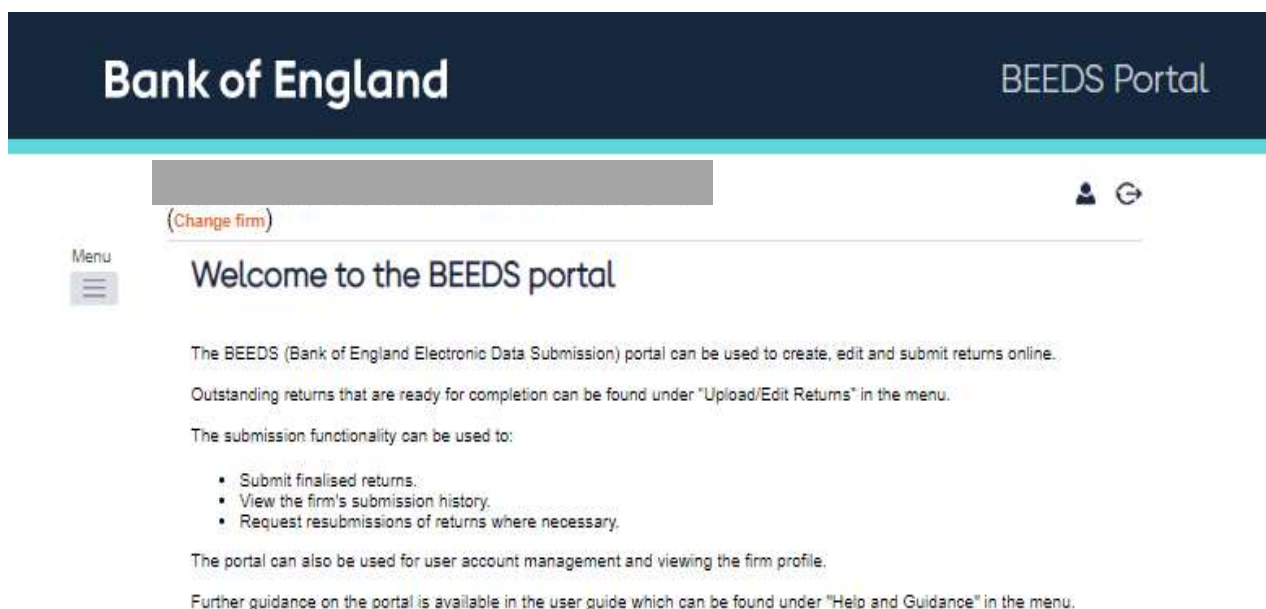 Bank of England
BEEDS Portal
(Change firm)
Menu
Welcome to the BEEDS portal
The BEEDS (Bank of England Electronic Data Submission) portal can be used to create, edit and submit returns online.
Outstanding returns that are ready for completion can be found under "Upload/Edit Returns" in the menu.
The submission functionality can be used to:
• Submit finalised returns.
• View the firm's submission history.
• Request resubmissions of returns where necessary.
The portal can also be used for user account management and viewing the firm profile.
Further guidance on the portal is available in the user guide which can be found under "Help and Guidance" in the menu.